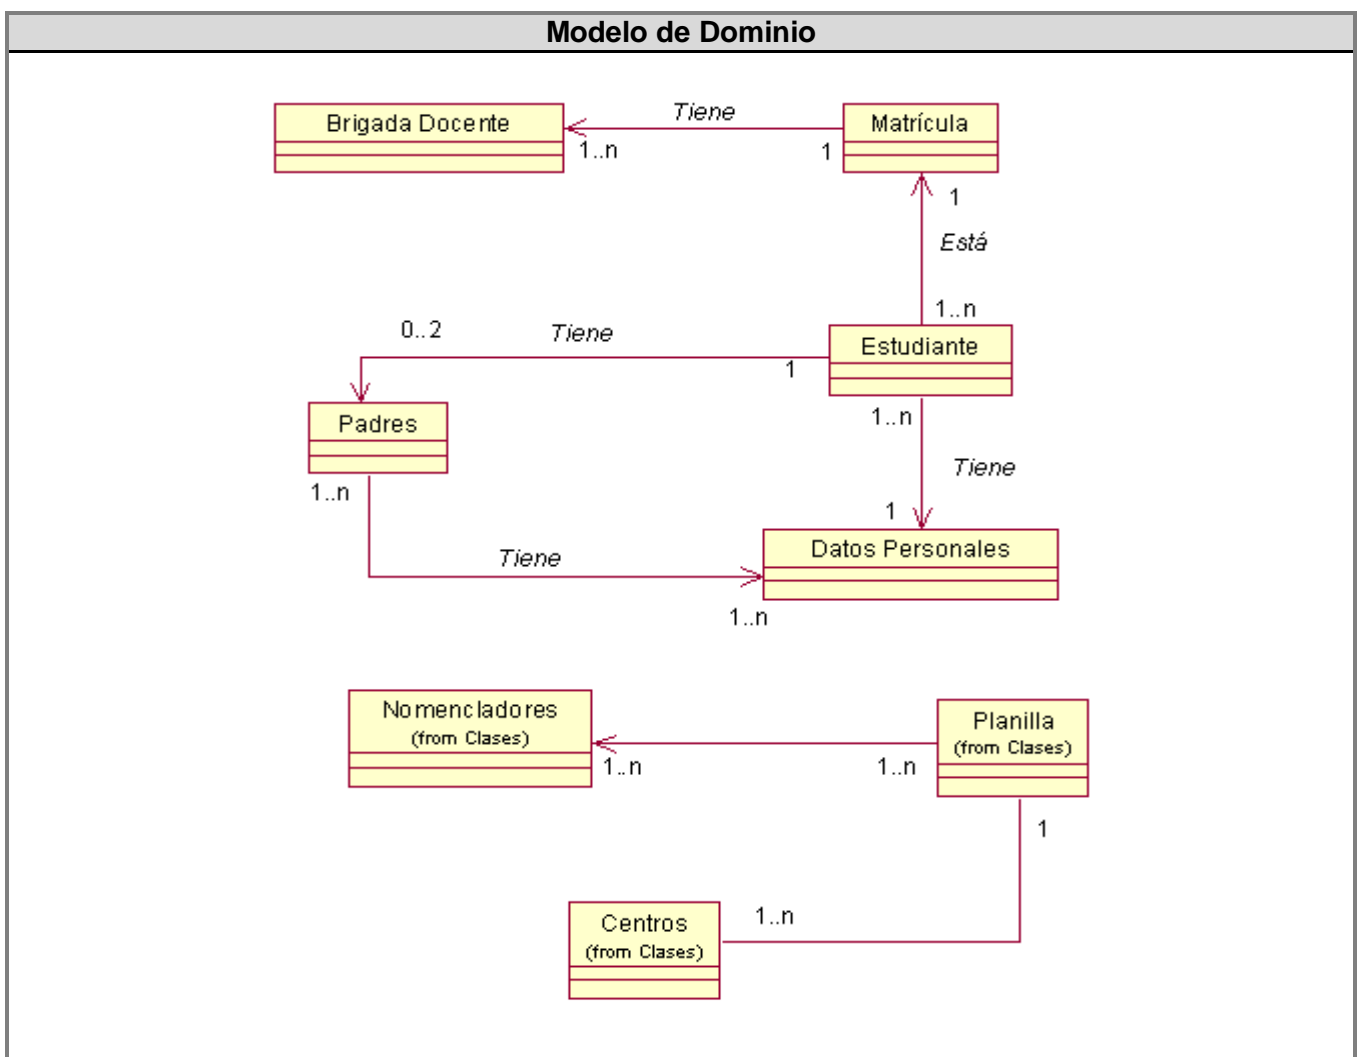 Modelo de Dominio
Brigada Docente
Tiene
Matrícula
1..n
1
1
Está
1..n
0..2
Tiene
Estudiante
1
1..n
Padres
Tiene
1..n
1
Datos Personales
Tiene
1..n
Nomencladores
(from Clases)
Planilla
(from Clases)
1..n
1..n
1
1..n
Centros
(from Clases)